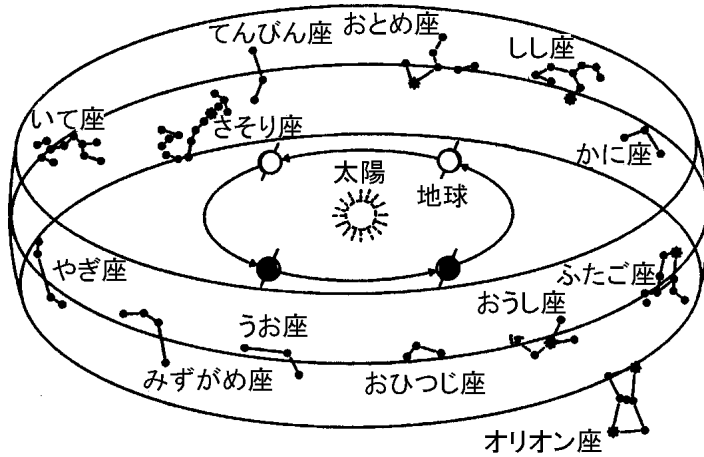 てんびん座
おとめ座
しし座
いて座
さそり座
かに座
太陽
地球
やぎ座
ふたご座
おうし座
うお座
みずがめ座
おひつじ座
オリオン座